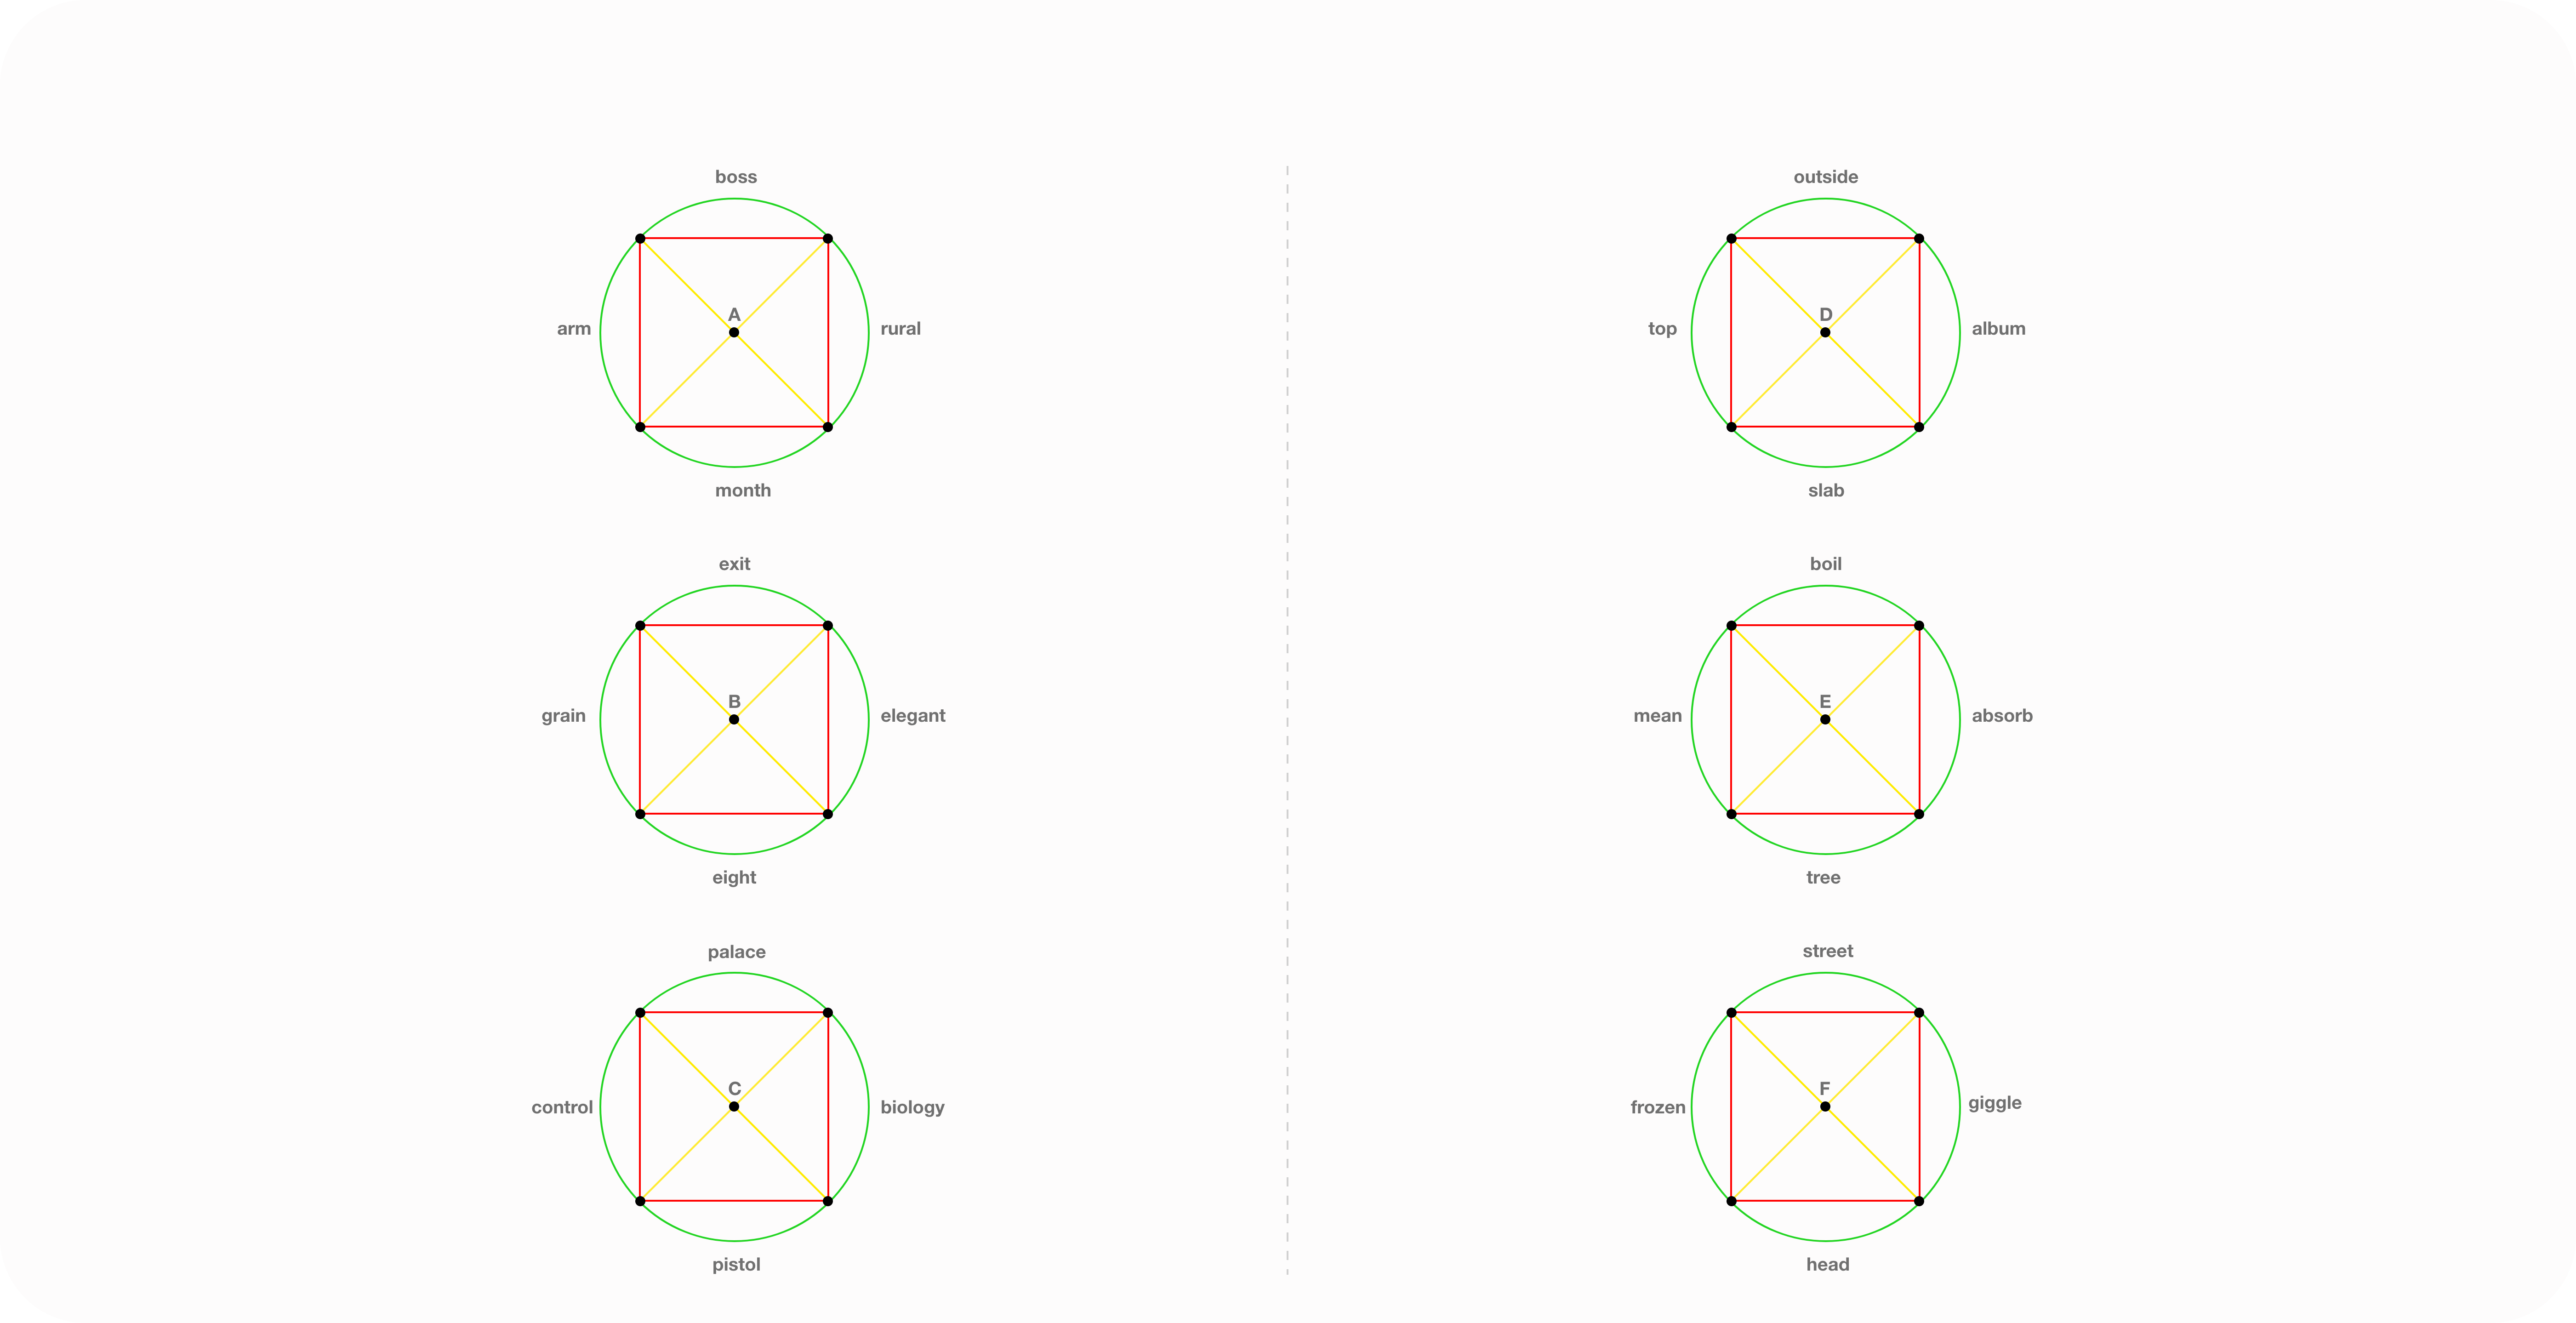 boss
arm
A
rural
month
exit
grain
B
elegant
eight
palace
control
C
biology
pistol
outside
top
D
album
slab
boil
mean
E
absorb
tree
street
frozen
F
giggle
head